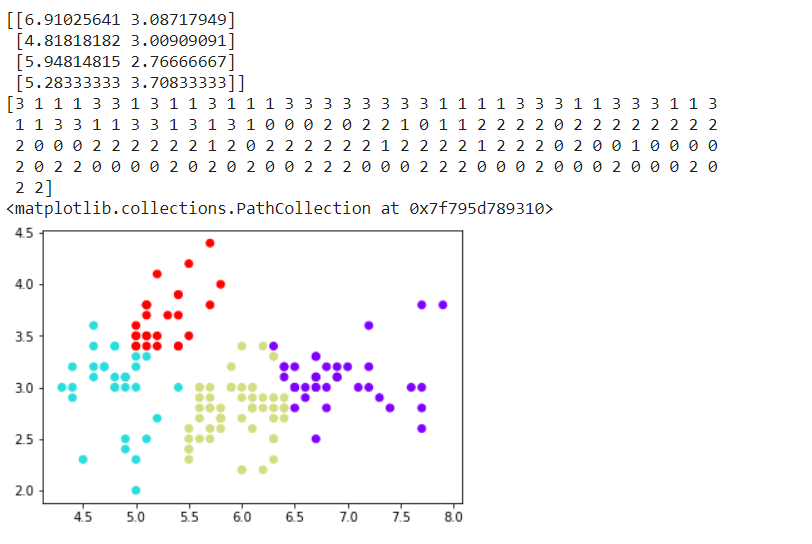 [[6.91025641 3.08717949]
[4.81818182 3.00909091]
[5.94814815 2.76666667]
[5.28333333 3.70833333]]
[3 1 1 1 3 3 1 3 1 1 3 1 1 1 3 3 3 3 3 3 3 3 1 1 1 1 3 3 3 1 1 3 3 3 1 1 3
1 1 3 3 1 1 3 3 1 3 1 3 1 0 0 0 2 0 2 2 1 0 1 1 2 2 2 2 0 2 2 2 2 2 2 2 2
2 0 0 0 2 2 2 2 2 2 1 2 0 2 2 2 2 2 2 1 2 2 2 2 1 2 2 2 0 2 0 0 1 0 0 0 0
2 0 2 2 0 0 0 0 2 0 2 0 2 0 0 2 2 2 0 0 0 2 2 2 0 0 0 2 0 0 0 2 0 0 0 2 0
2 2]
<matplotlib.collections.PathCollection at 0x7f795d789310>
4.5
4.0
3.5
3.0
2.5
2.0
4.5 5.0 5.5 6.0 6.5 7.0 7.5 8.0